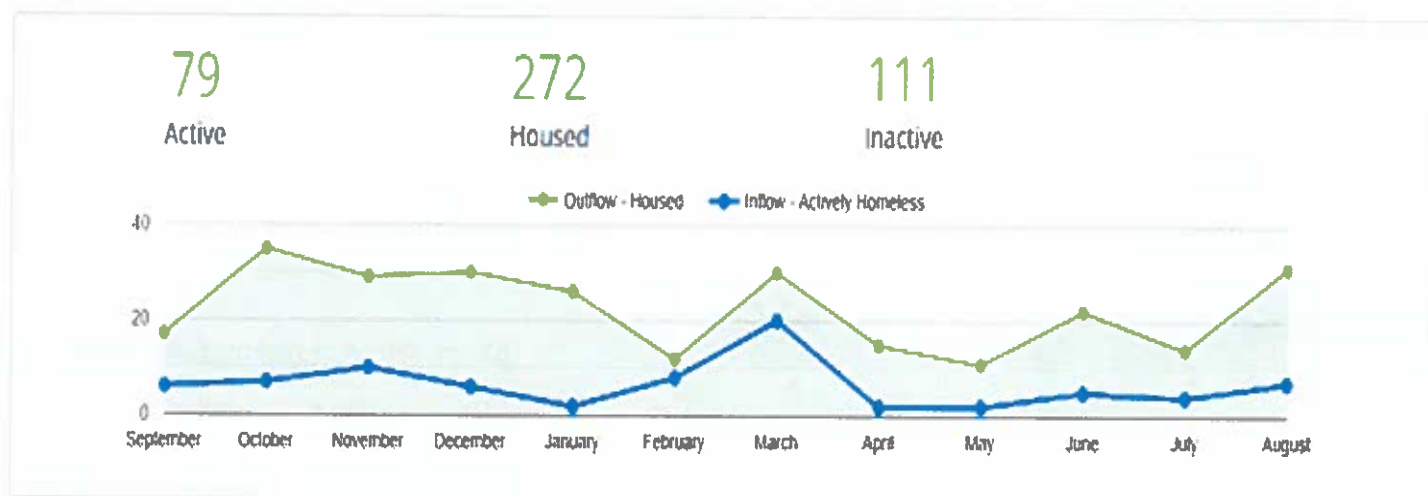 79 272 111
Active Housed Inactive
Outflow - Housed Inflow - Actively Homeless
40
20
0
September October November December January February March April May June July August